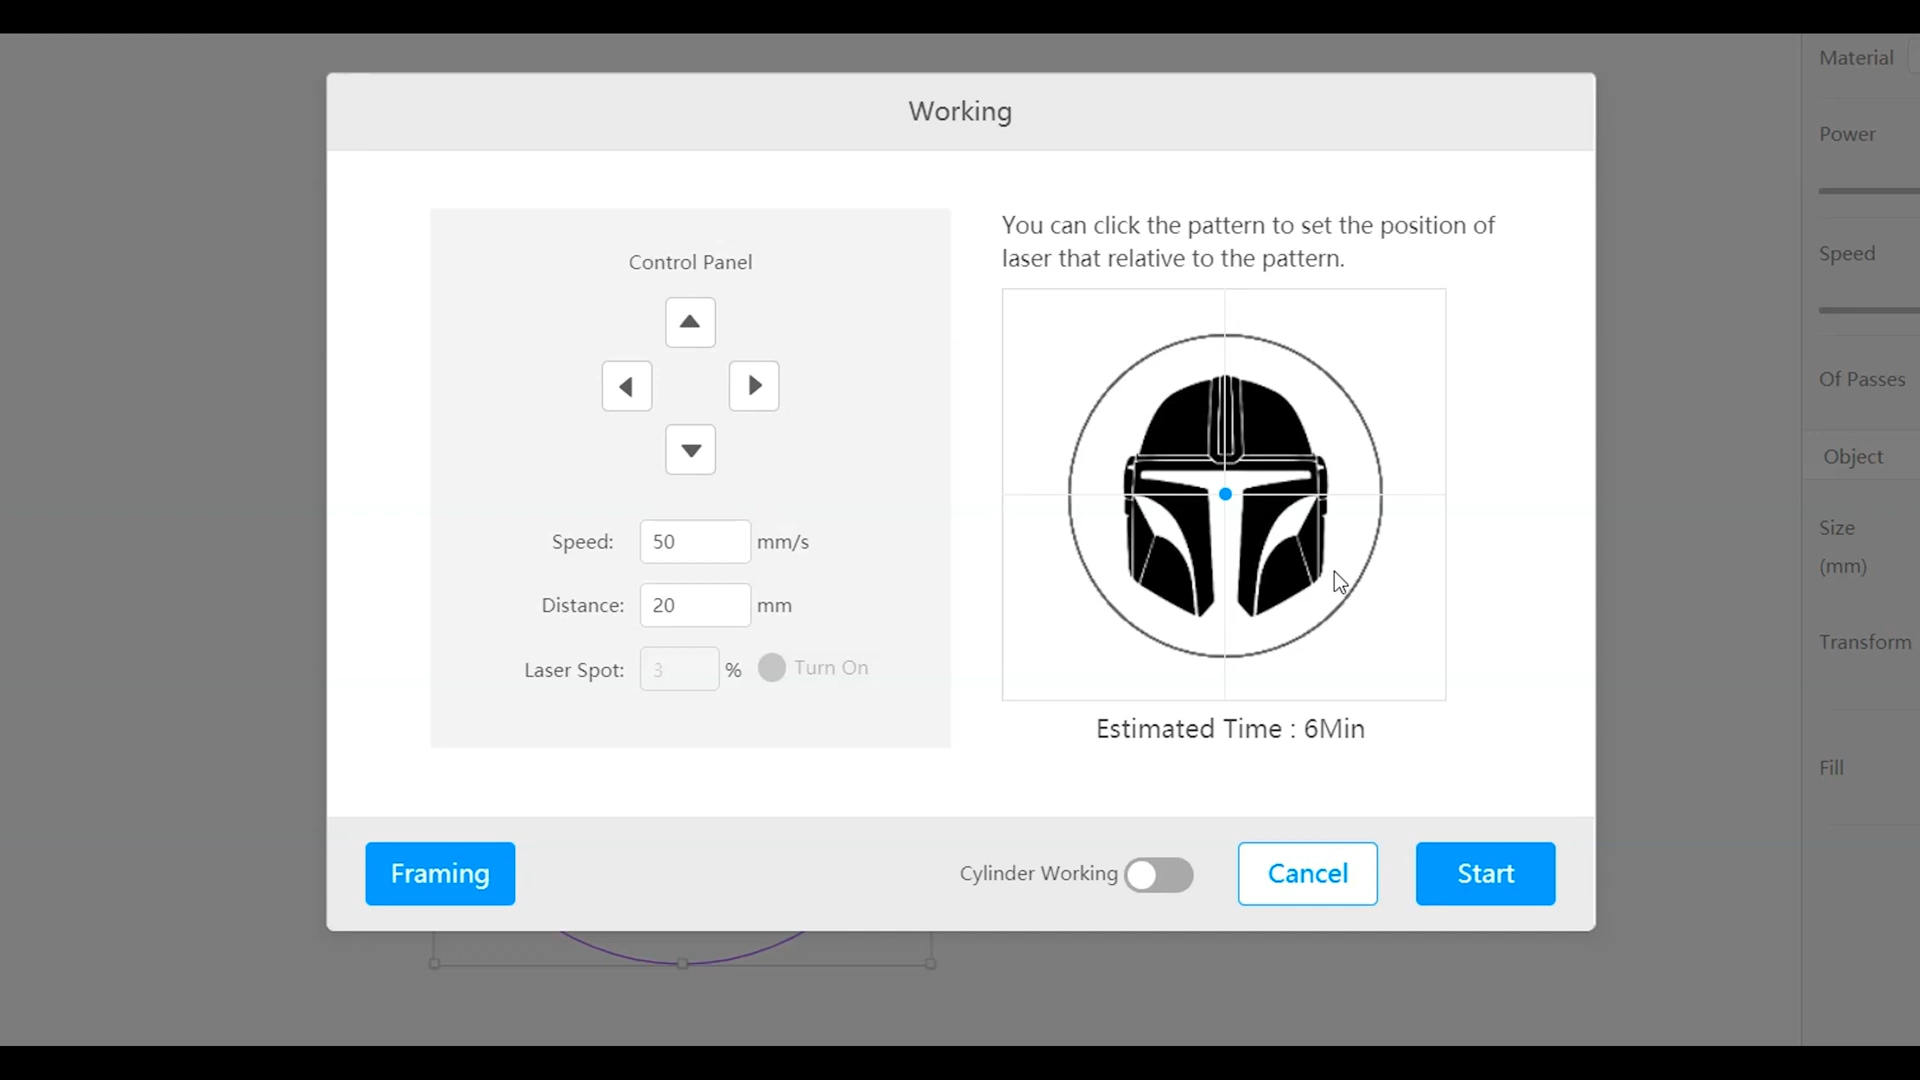 Working
Control Panel
Speed: 50 mm/s
Distance: 20 mm
Laser Spot: 3 % Turn On
You can click the pattern to set the position of
laser that relative to the pattern.
Estimated Time : 6Min
Framing
Cylinder Working
Cancel
Start
Material
Power
Speed
Of Passes
Object
Size
(mm)
Transform
Fill